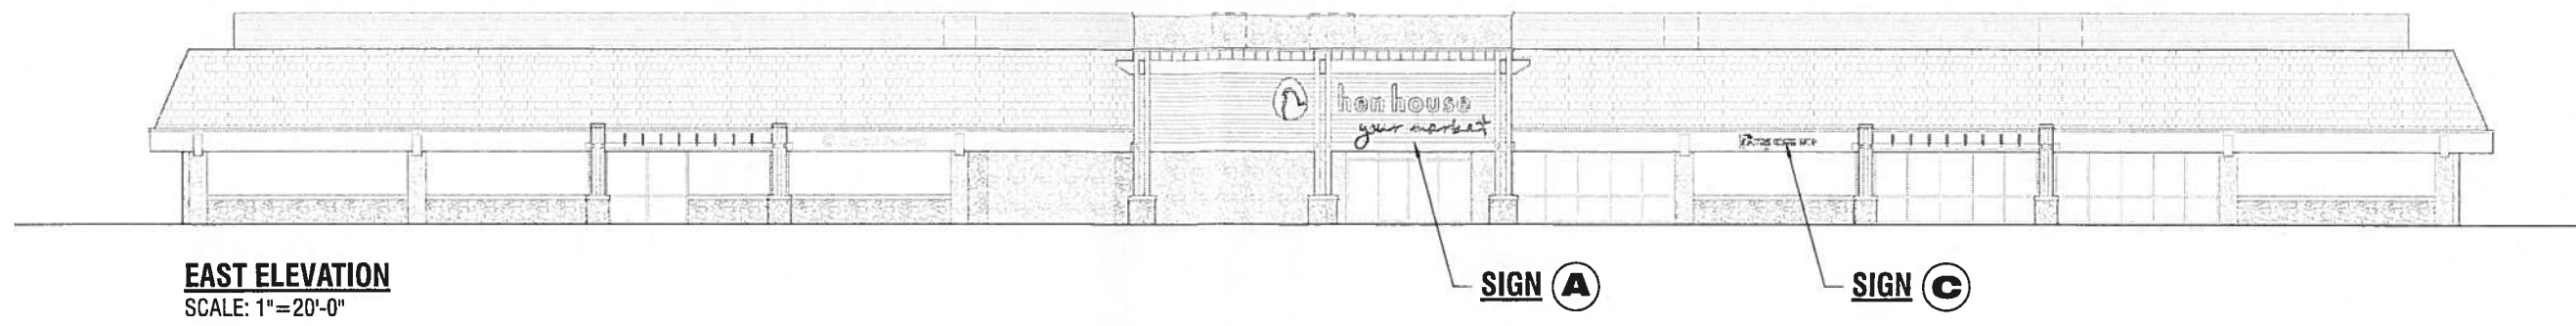 hen house
your market
EAST ELEVATION
SCALE: 1"=20'-0"
SIGN A
SIGN C